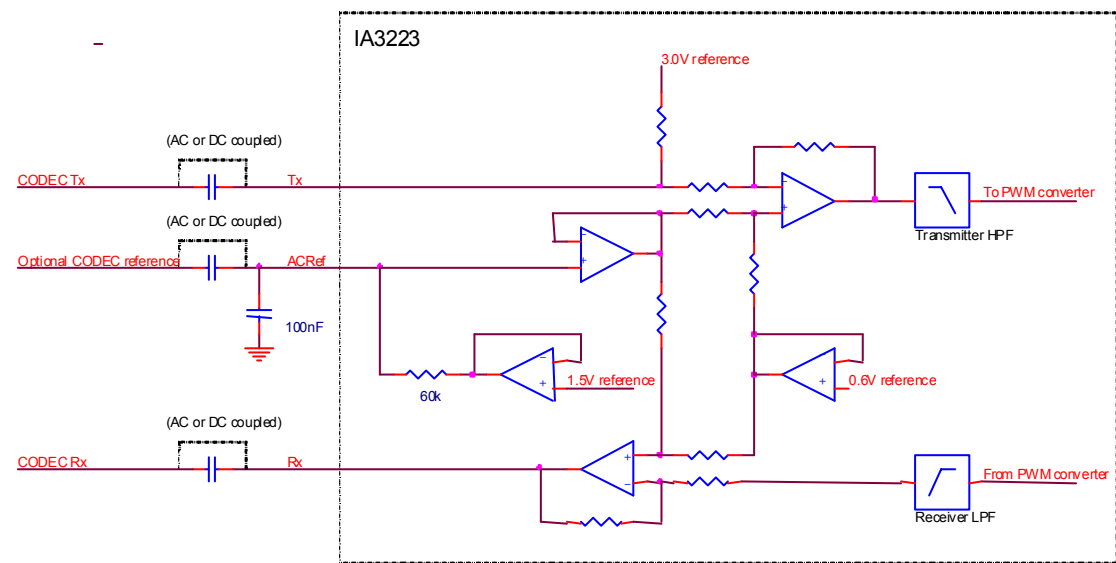 IA3223
3.0V reference
(AC or DC coupled)
CODEC Tx
Tx
To PWM converter
Transmitter HPF
(AC or DC coupled)
Optional CODEC reference
ACRef
100nF
1.5V reference
0.6V reference
60k
(AC or DC coupled)
CODEC Rx
Rx
From PWM converter
Receiver LPF